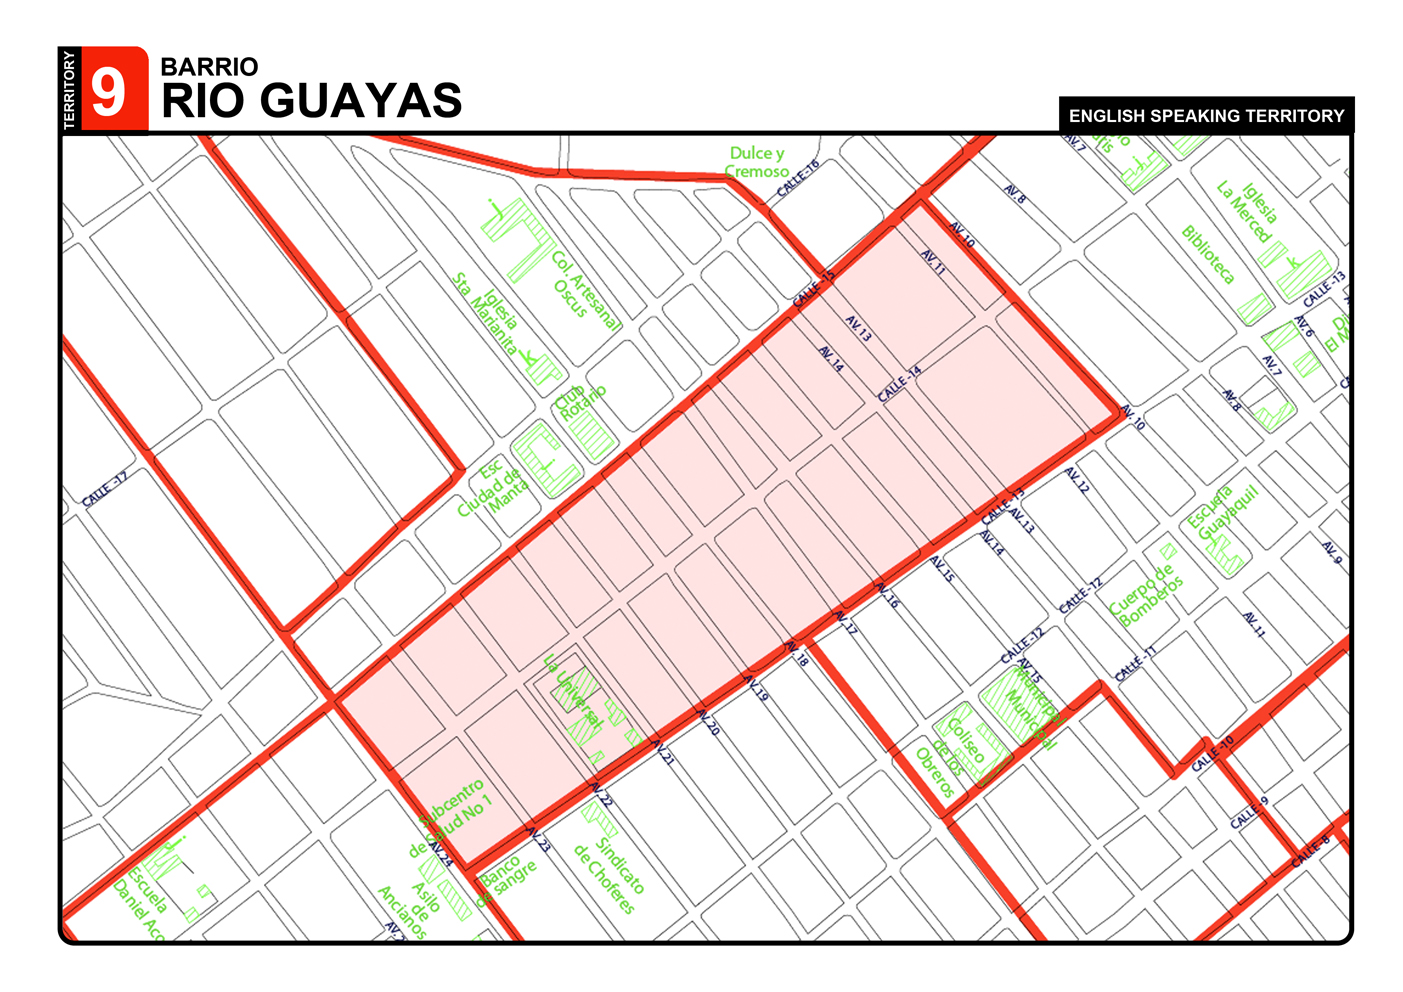 TERRITORY
9
BARRIO
RIO GUAYAS
ENGLISH SPEAKING TERRITORY
Dulce y
Cremoso
CALLE -16
AV.7
AV.8
AV.10
AV.11
Iglesia
La Merced
Biblioteca
CALLE -13
AV.6
AV.7
AV.8
Col. Artesanal
Oscus
Iglesia
Sta. Marianita
CALLE -15
AV.13
AV.14
CALLE -14
Club
Rotario
Esc
Ciudad de
Manta
CALLE -17
AV.10
AV.12
CALLE -13
AV.13
AV.14
AV.15
AV.16
AV.17
AV.18
AV.19
AV.20
AV.21
AV.22
AV.23
AV.24
Escuela
Guayaquil
AV.9
Cuerpo de
Bomberos
CALLE -12
CALLE -12
AV.11
CALLE -11
AV.15
Municipal
Municipal
Coliseo
de los
Obreros
CALLE -10
CALLE -9
CALLE -8
La Universal
Subcentro
de Salud No 1
Banco
de sangre
Sindicato
de Choferes
Asilo
de
Ancianos
Escuela
Daniel Aco